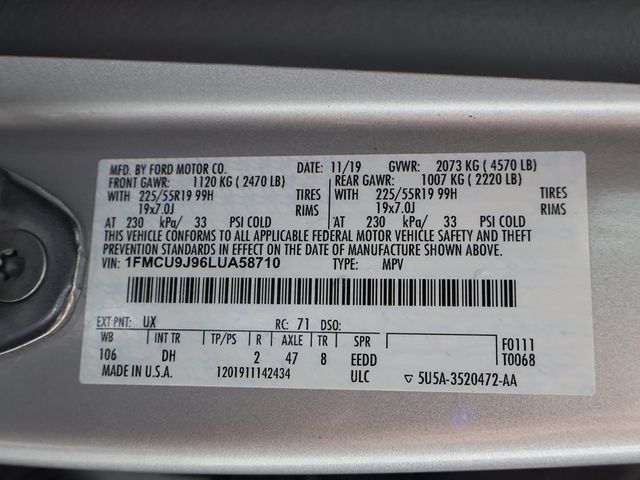 MFD. BY FORD MOTOR CO. DATE: 11/19 GVWR: 2073 KG ( 4570 LB)
FRONT GAWR: 1120 KG ( 2470 LB) REAR GAWR: 1007 KG ( 2220 LB)
WITH 225/55R19 99H TIRES WITH 225/55R19 99H TIRES
19x7.0J RIMS 19x7.0J RIMS
AT 230 kPa/ 33 PSI COLD AT 230 kPa/ 33 PSI COLD
THIS VEHICLE CONFORMS TO ALL APPLICABLE FEDERAL MOTOR VEHICLE SAFETY AND THEFT
PREVENTION STANDARDS IN EFFECT ON THE DATE OF MANUFACTURE SHOWN ABOVE.
VIN: 1FMCU9J96LUA58710 TYPE: MPV
EXT PNT: UX RC: 71 DSO:
WB INT TR TP/PS R AXLE TR SPR F0111
106 DH 2 47 8 EEDD T0068
MADE IN U.S.A. 1201911142434 ULC ▽ 5U5A-3520472-AA